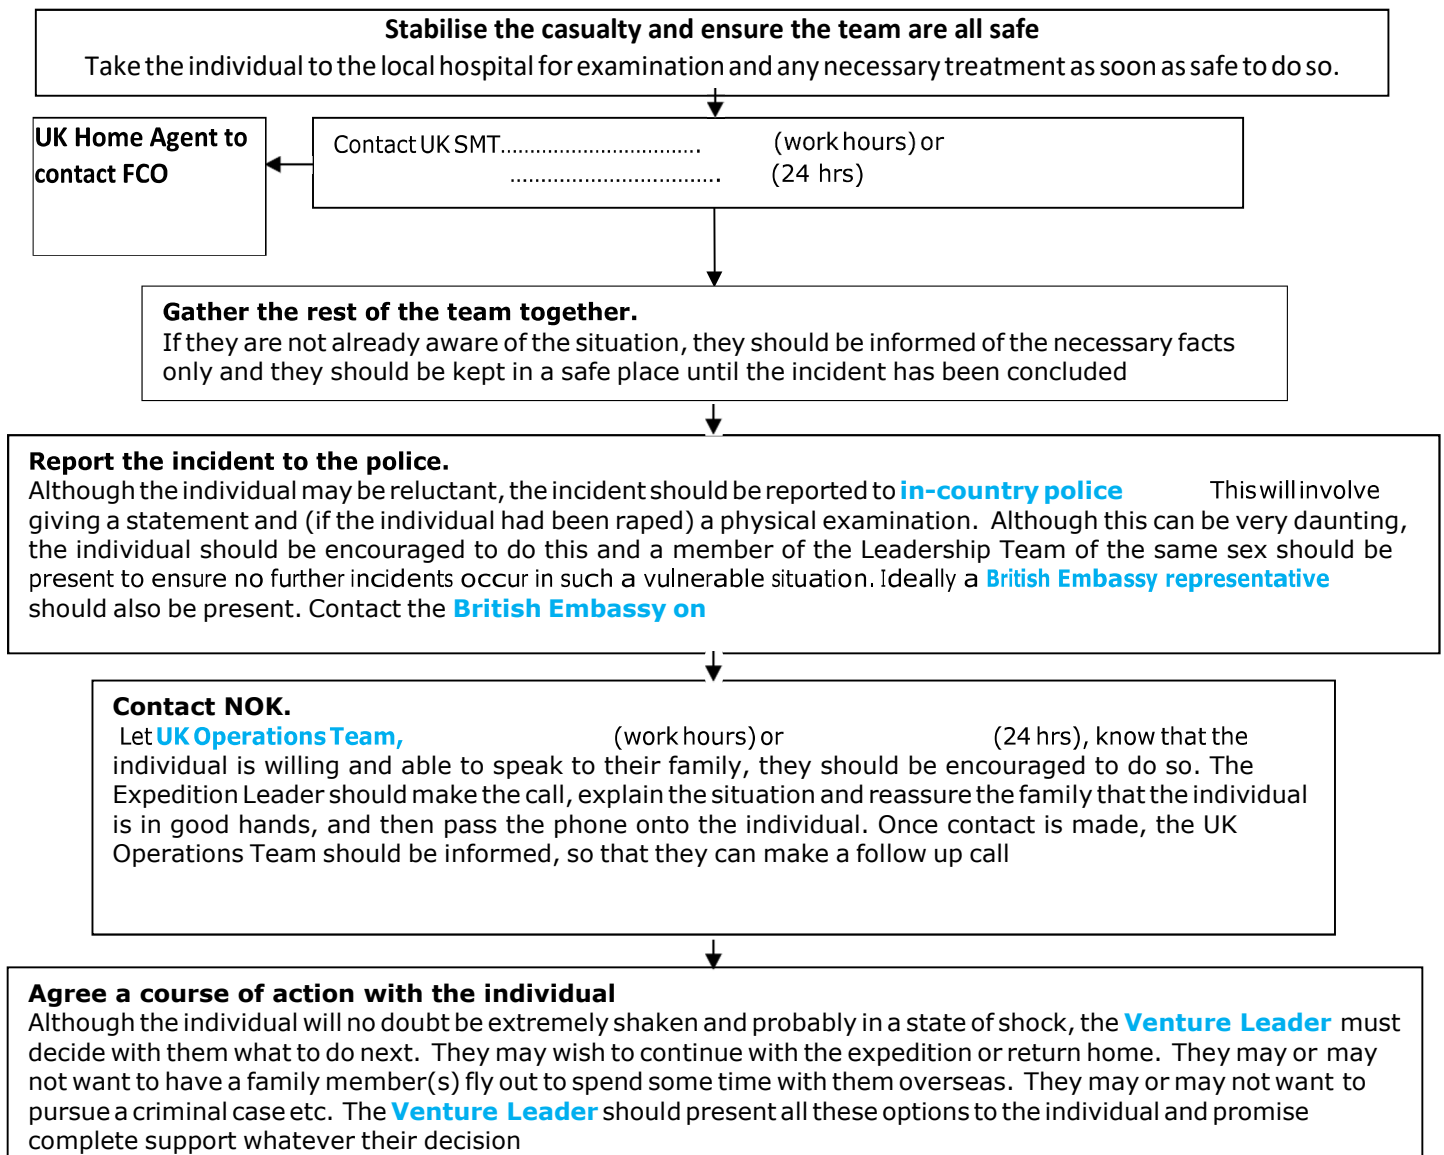 Stabilise the casualty and ensure the team are all safe
Take the individual to the local hospital for examination and any necessary treatment as soon as safe to do so.
UK Home Agent to
contact FCO
Contact UK SMT.................................. (work hours) or
................................... (24 hrs)
Gather the rest of the team together.
If they are not already aware of the situation, they should be informed of the necessary facts
only and they should be kept in a safe place until the incident has been concluded
Report the incident to the police.
Although the individual may be reluctant, the incident should be reported to in-country police This will involve
giving a statement and (if the individual had been raped) a physical examination. Although this can be very daunting,
the individual should be encouraged to do this and a member of the Leadership Team of the same sex should be
present to ensure no further incidents occur in such a vulnerable situation. Ideally a British Embassy representative
should also be present. Contact the British Embassy on
Contact NOK.
Let UK Operations Team, (work hours) or (24 hrs), know that the
individual is willing and able to speak to their family, they should be encouraged to do so. The
Expedition Leader should make the call, explain the situation and reassure the family that the individual
is in good hands, and then pass the phone onto the individual. Once contact is made, the UK
Operations Team should be informed, so that they can make a follow up call
Agree a course of action with the individual
Although the individual will no doubt be extremely shaken and probably in a state of shock, the Venture Leader must
decide with them what to do next. They may wish to continue with the expedition or return home. They may or may
not want to have a family member(s) fly out to spend some time with them overseas. They may or may not want to
pursue a criminal case etc. The Venture Leader should present all these options to the individual and promise
complete support whatever their decision